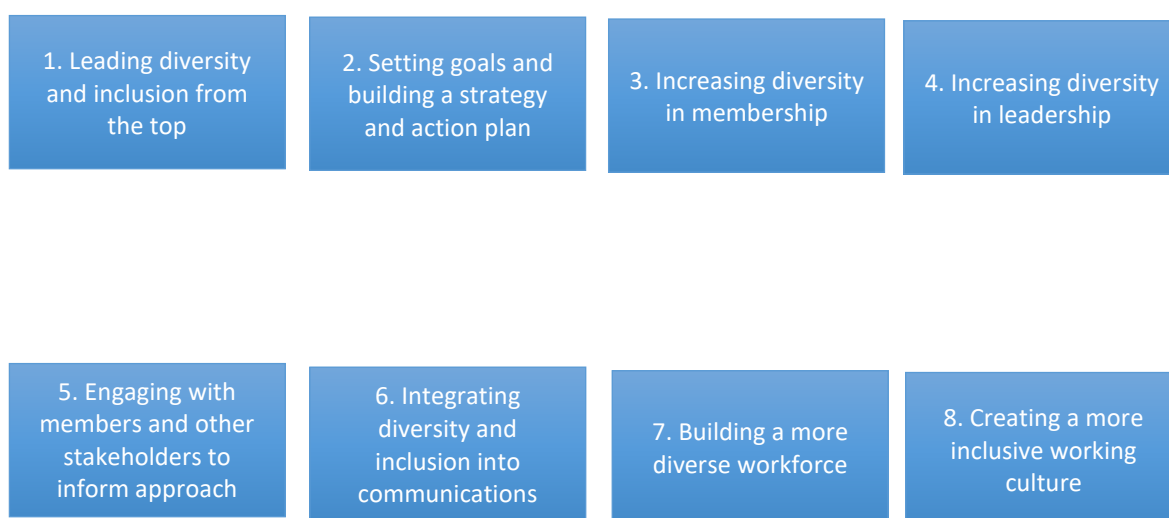 1. Leading diversity
and inclusion from
the top
2. Setting goals and
building a strategy
and action plan
3. Increasing diversity
in membership
4. Increasing diversity
in leadership
5. Engaging with
members and other
stakeholders to
inform approach
6. Integrating
diversity and
inclusion into
communications
7. Building a more
diverse workforce
8. Creating a more
inclusive working
culture